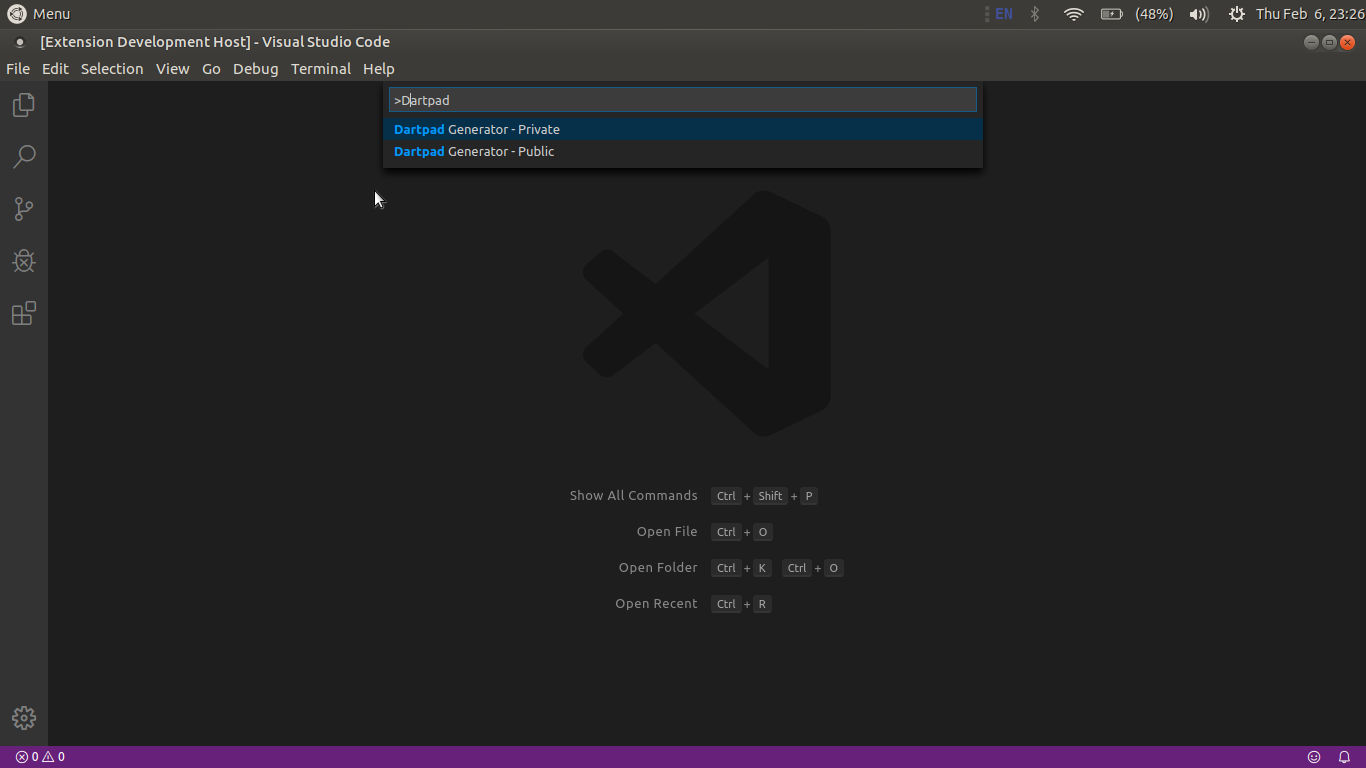 Menu EN (48%) Thu Feb 6, 23:26
[Extension Development Host] - Visual Studio Code
File Edit Selection View Go Debug Terminal Help
>Dartpad
Dartpad Generator - Private
Dartpad Generator - Public
Show All Commands Ctrl + Shift + P
Open File Ctrl + O
Open Folder Ctrl + K Ctrl + O
Open Recent Ctrl + R
0 0